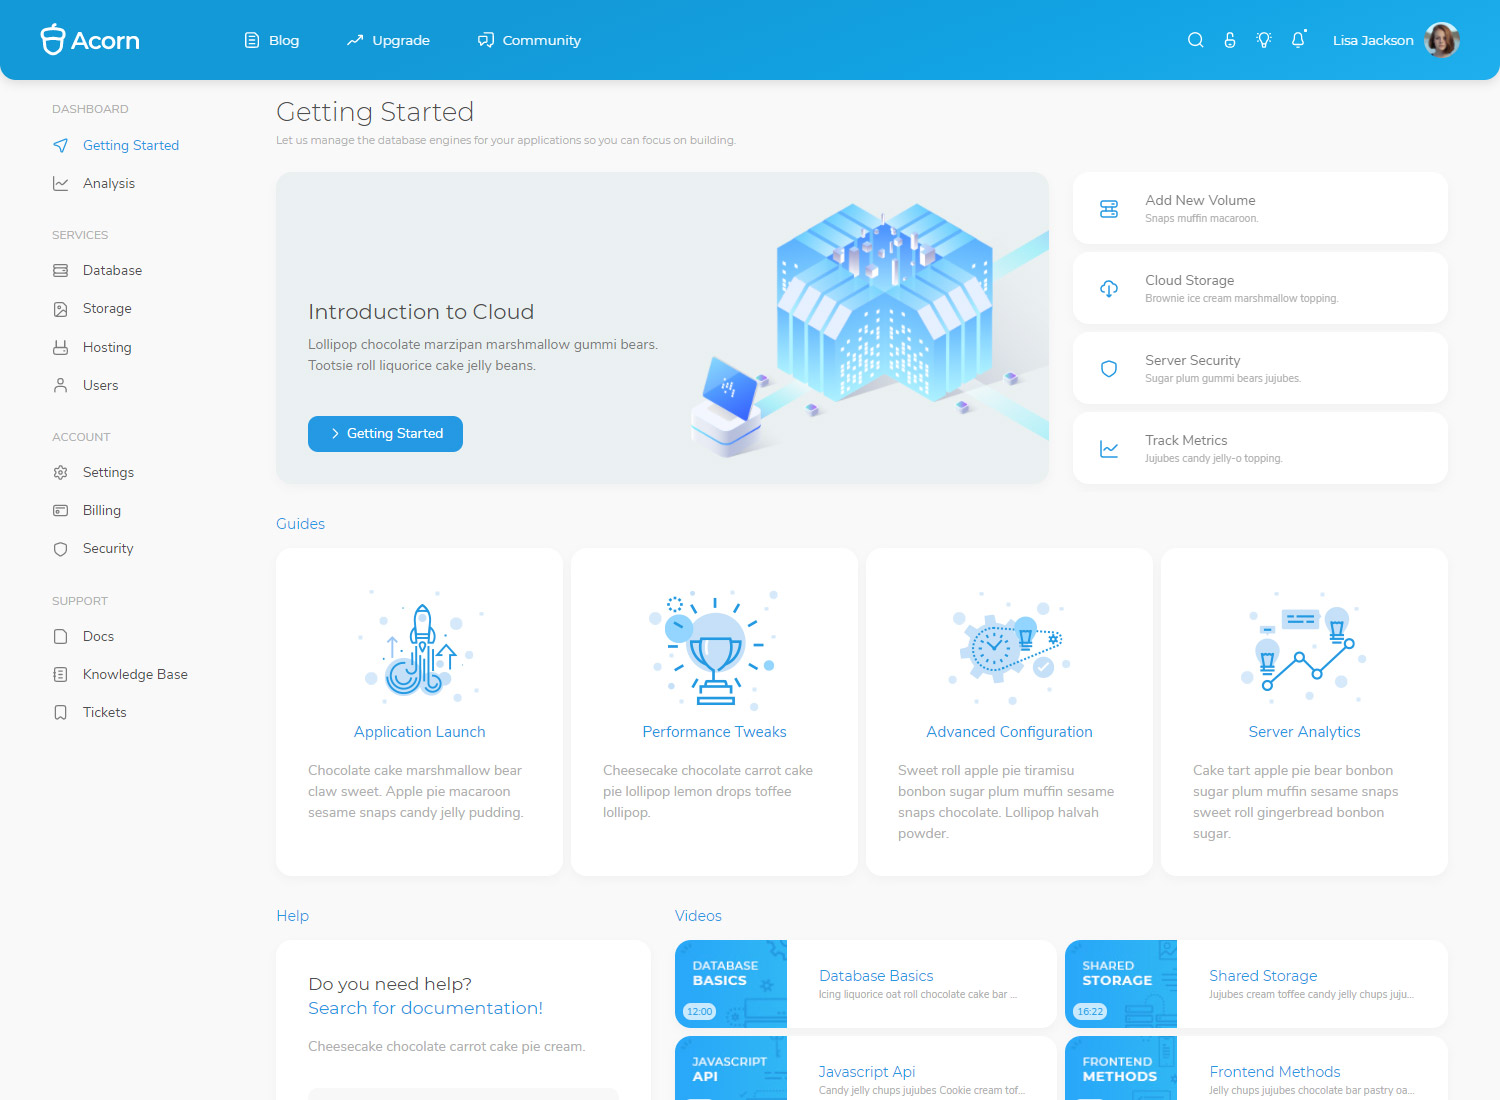 Acorn
Blog
Upgrade
Community
Lisa Jackson
DASHBOARD
Getting Started
Analysis
SERVICES
Database
Storage
Hosting
Users
ACCOUNT
Settings
Billing
Security
SUPPORT
Docs
Knowledge Base
Tickets
Getting Started
Let us manage the database engines for your applications so you can focus on building.
Introduction to Cloud
Lollipop chocolate marzipan marshmallow gummi bears.
Tootsie roll liquorice cake jelly beans.
Getting Started
Add New Volume
Snaps muffin macaroon.
Cloud Storage
Brownie ice cream marshmallow topping.
Server Security
Sugar plum gummi bears jujubes.
Track Metrics
Jujubes candy jelly-o topping.
Guides
Application Launch
Chocolate cake marshmallow bear
claw sweet. Apple pie macaroon
sesame snaps candy jelly pudding.
Performance Tweaks
Cheesecake chocolate carrot cake
pie lollipop lemon drops toffee
lollipop.
Advanced Configuration
Sweet roll apple pie tiramisu
bonbon sugar plum muffin sesame
snaps chocolate. Lollipop halvah
powder.
Server Analytics
Cake tart apple pie bear bonbon
sugar plum muffin sesame snaps
sweet roll gingerbread bonbon
sugar.
Help
Do you need help?
Search for documentation!
Cheesecake chocolate carrot cake pie cream.
Videos
DATABASE
BASICS
12:00
Database Basics
Icing liquorice oat roll chocolate cake bar ...
SHARED
STORAGE
16:22
Shared Storage
Jujubes cream toffee candy jelly chups juju...
JAVASCRIPT
API
Javascript Api
Candy jelly chups jujubes Cookie cream tof...
FRONTEND
METHODS
Frontend Methods
Jelly chups jujubes chocolate bar pastry oa...